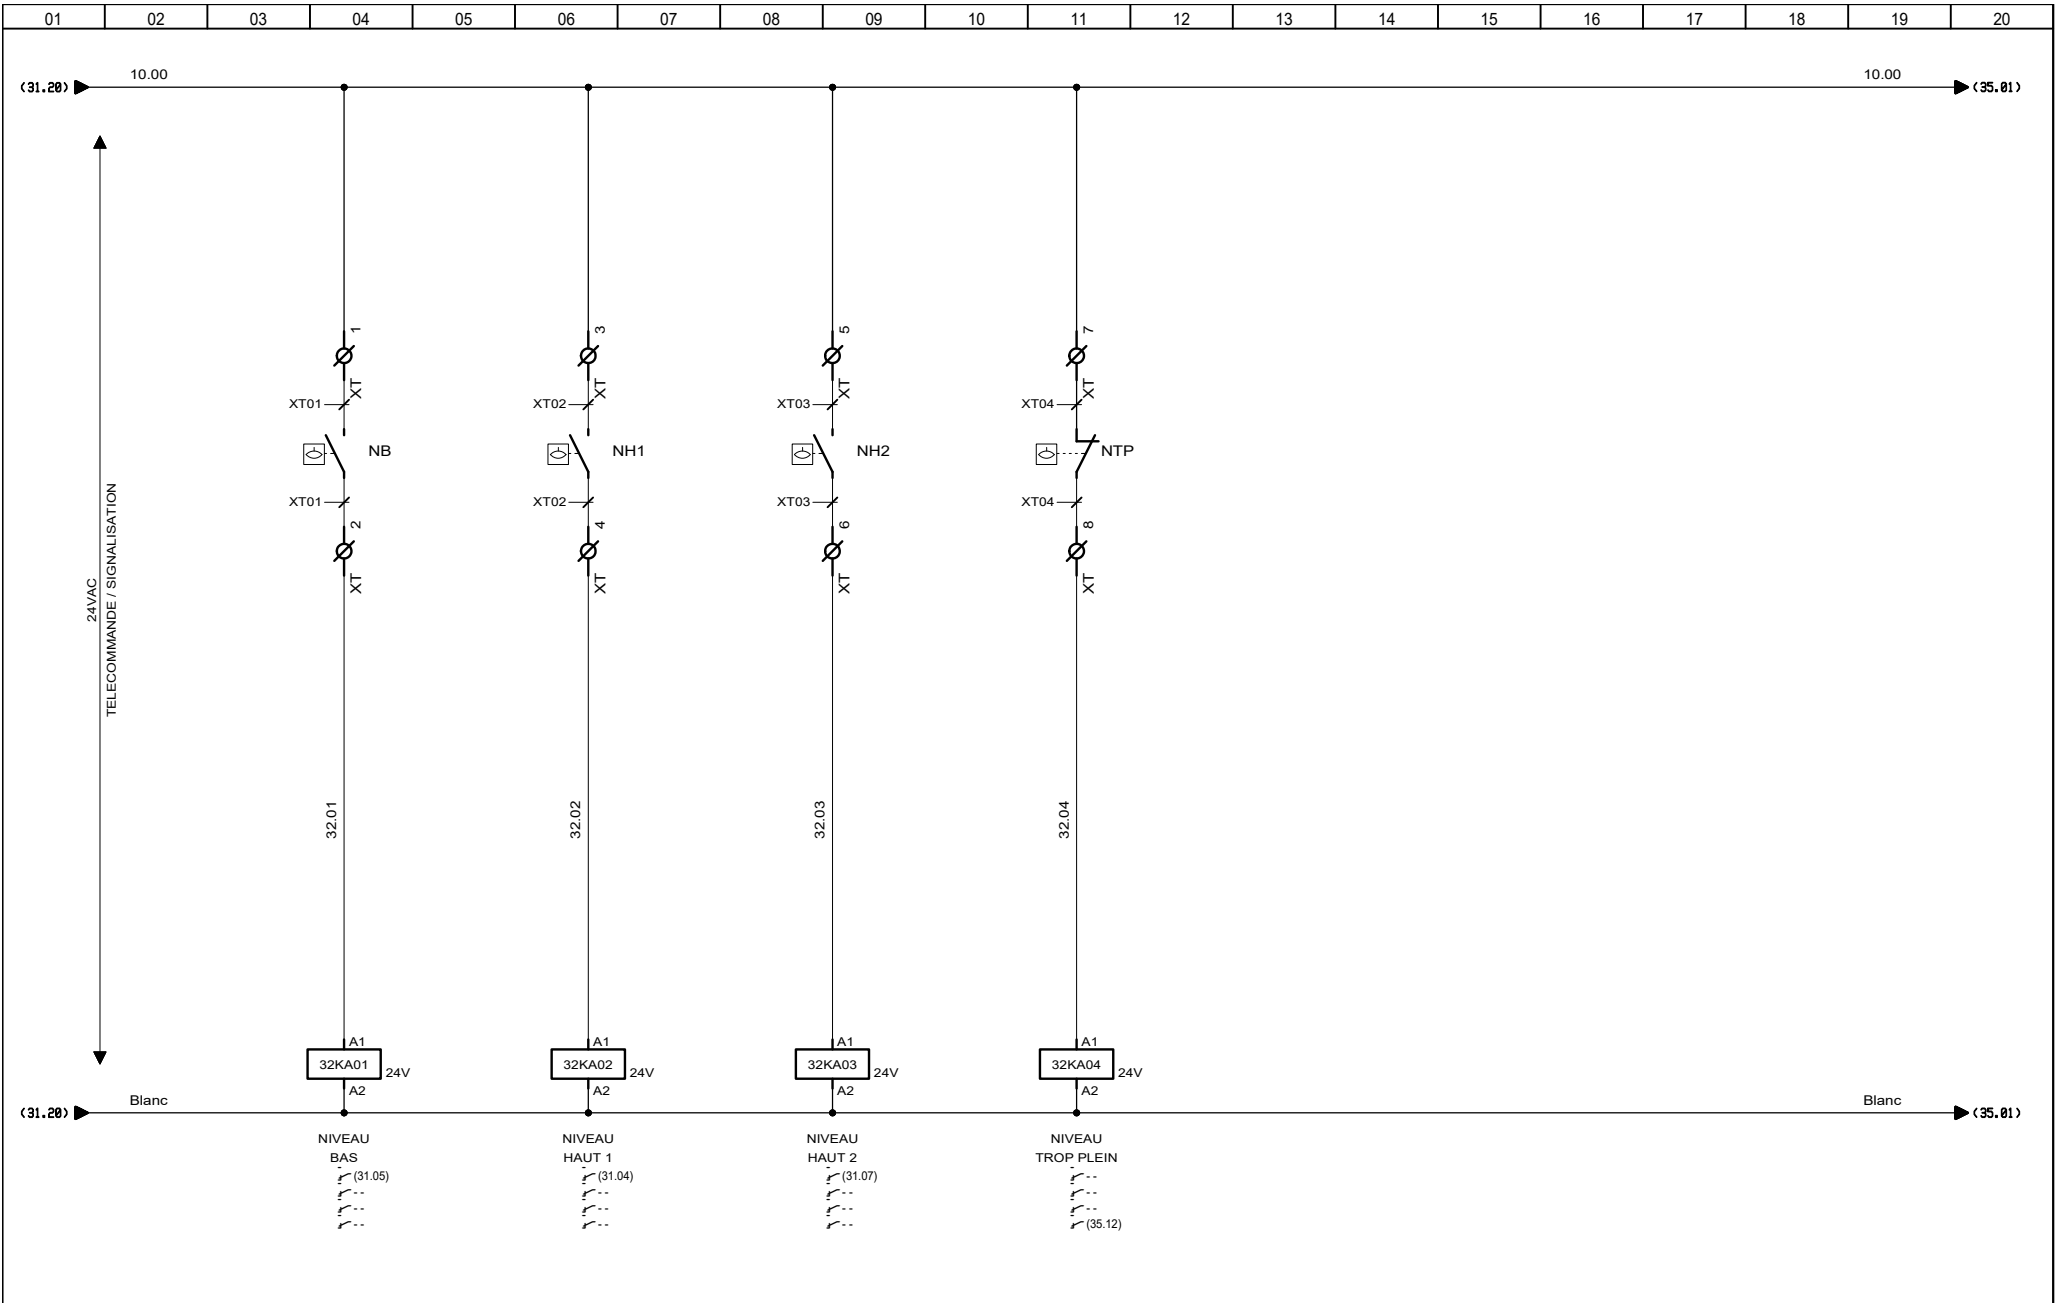 01 02 03 04 05 06 07 08 09 10 11 12 13 14 15 16 17 18 19 20
10.00 10.00
(31.20) (35.01)
1 3 5 7
XT XT XT XT
XT01 XT02 XT03 XT04
NB NH1 NH2 NTP
XT01 XT02 XT03 XT04
2 4 6 8
XT XT XT XT
24VAC
TELECOMMANDE / SIGNALISATION
32.01 32.02 32.03 32.04
A1 A1 A1 A1
32KA01 24V 32KA02 24V 32KA03 24V 32KA04 24V
A2 A2 A2 A2
Blanc Blanc
(31.20) (35.01)
NIVEAU NIVEAU NIVEAU NIVEAU
BAS HAUT 1 HAUT 2 TROP PLEIN
(31.05) (31.04) (31.07) --
-- -- -- --
-- -- -- --
-- -- -- (35.12)